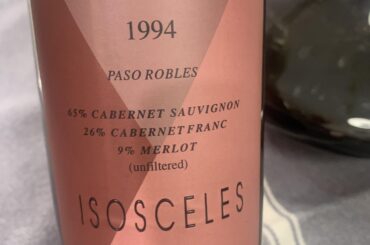 1994
PASO ROBLES
65% CABERNET SAUVIGNON
26% CABERNET FRANC
9% MERLOT
(unfiltered)
ISOSCELES